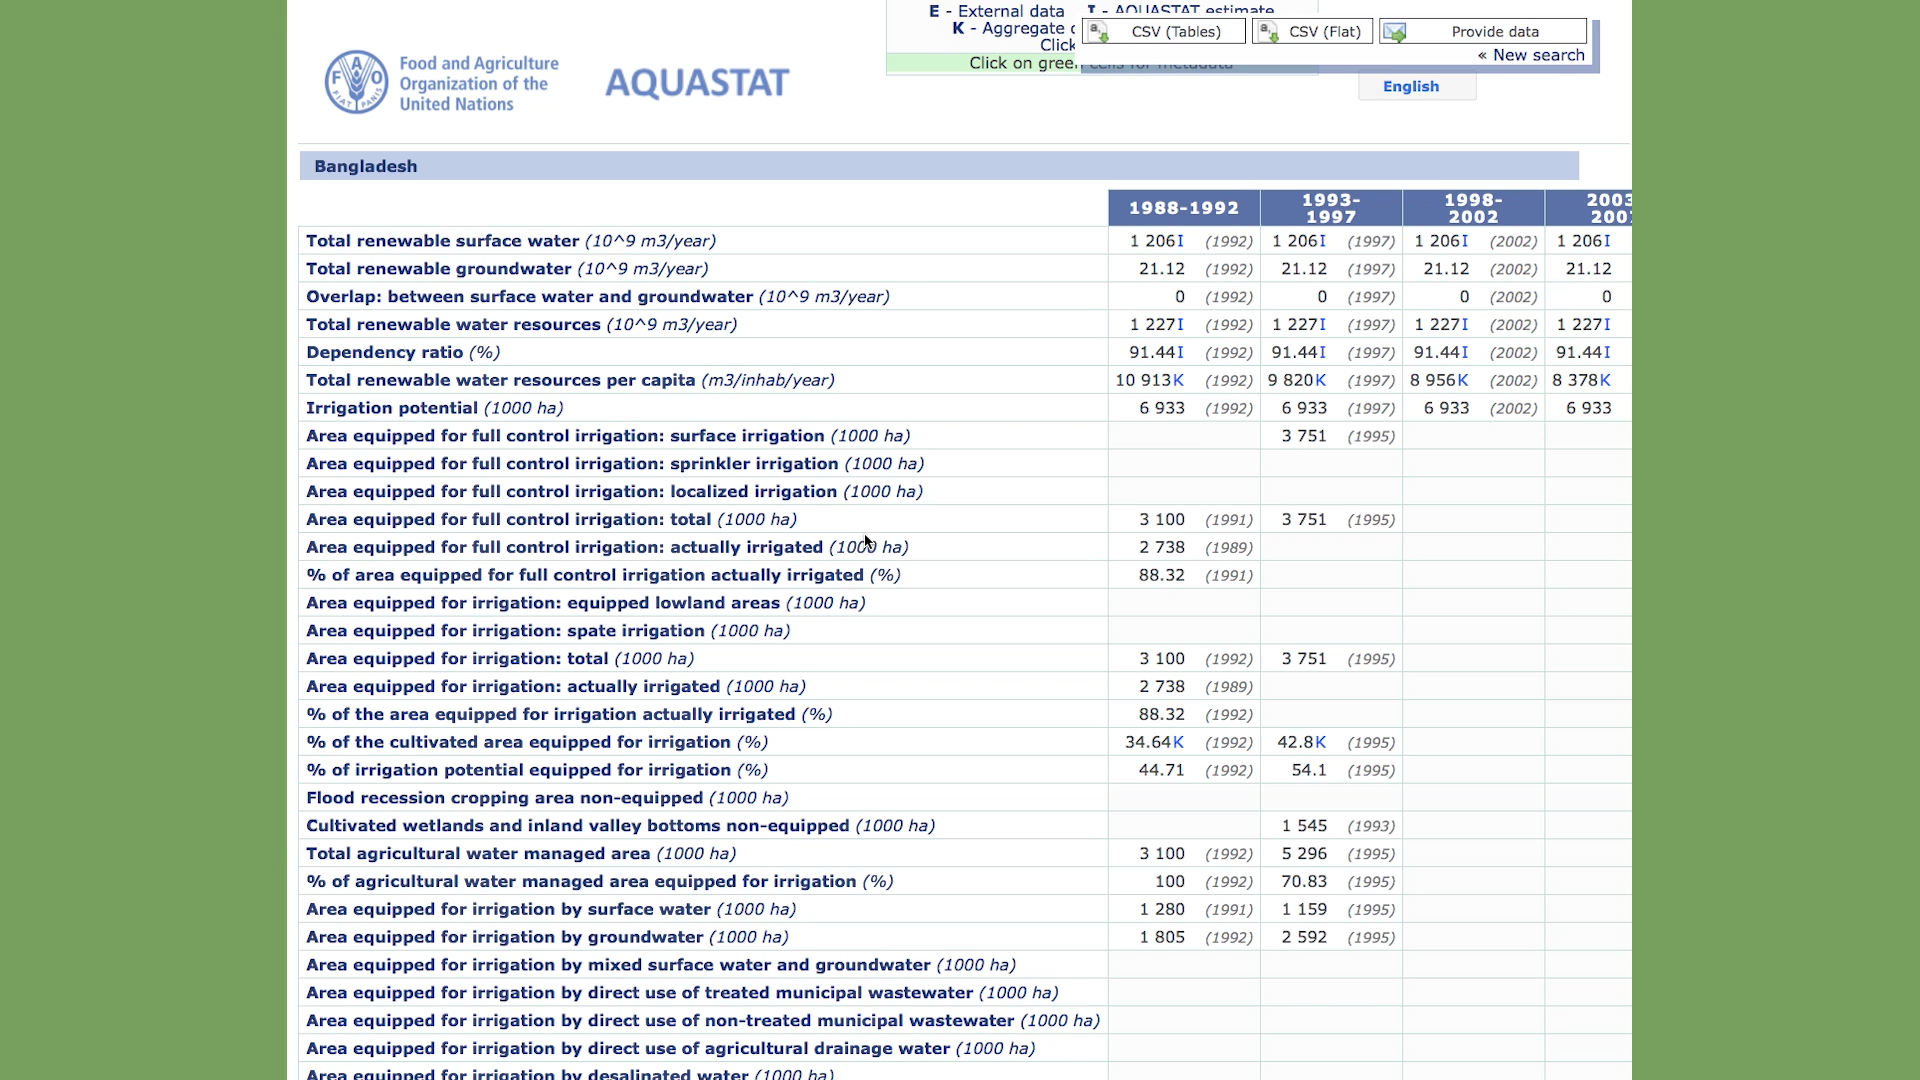 E - External data I - AQUASTAT estimate
K - Aggregate
Click
Click on green cells for metadata
CSV (Tables) CSV (Flat) Provide data
« New search
English
FAO
FIAT PANIS
Food and Agriculture
Organization of the
United Nations
AQUASTAT
Bangladesh
1988-1992 1993-1997 1998-2002 2003 
Total renewable surface water (10^9 m3/year) 1 206I (1992) 1 206I (1997) 1 206I (2002) 1 206I
Total renewable groundwater (10^9 m3/year) 21.12 (1992) 21.12 (1997) 21.12 (2002) 21.12
Overlap: between surface water and groundwater (10^9 m3/year) 0 (1992) 0 (1997) 0 (2002) 0
Total renewable water resources (10^9 m3/year) 1 227I (1992) 1 227I (1997) 1 227I (2002) 1 227I
Dependency ratio (%) 91.44I (1992) 91.44I (1997) 91.44I (2002) 91.44I
Total renewable water resources per capita (m3/inhab/year) 10 913K (1992) 9 820K (1997) 8 956K (2002) 8 378K
Irrigation potential (1000 ha) 6 933 (1992) 6 933 (1997) 6 933 (2002) 6 933
Area equipped for full control irrigation: surface irrigation (1000 ha) 3 751 (1995)
Area equipped for full control irrigation: sprinkler irrigation (1000 ha)
Area equipped for full control irrigation: localized irrigation (1000 ha)
Area equipped for full control irrigation: total (1000 ha) 3 100 (1991) 3 751 (1995)
Area equipped for full control irrigation: actually irrigated (1000 ha) 2 738 (1989)
% of area equipped for full control irrigation actually irrigated (%) 88.32 (1991)
Area equipped for irrigation: equipped lowland areas (1000 ha)
Area equipped for irrigation: spate irrigation (1000 ha)
Area equipped for irrigation: total (1000 ha) 3 100 (1992) 3 751 (1995)
Area equipped for irrigation: actually irrigated (1000 ha) 2 738 (1989)
% of the area equipped for irrigation actually irrigated (%) 88.32 (1992)
% of the cultivated area equipped for irrigation (%) 34.64K (1992) 42.8K (1995)
% of irrigation potential equipped for irrigation (%) 44.71 (1992) 54.1 (1995)
Flood recession cropping area non-equipped (1000 ha)
Cultivated wetlands and inland valley bottoms non-equipped (1000 ha) 1 545 (1993)
Total agricultural water managed area (1000 ha) 3 100 (1992) 5 296 (1995)
% of agricultural water managed area equipped for irrigation (%) 100 (1992) 70.83 (1995)
Area equipped for irrigation by surface water (1000 ha) 1 280 (1991) 1 159 (1995)
Area equipped for irrigation by groundwater (1000 ha) 1 805 (1992) 2 592 (1995)
Area equipped for irrigation by mixed surface water and groundwater (1000 ha)
Area equipped for irrigation by direct use of treated municipal wastewater (1000 ha)
Area equipped for irrigation by direct use of non-treated municipal wastewater (1000 ha)
Area equipped for irrigation by direct use of agricultural drainage water (1000 ha)
Area equipped for irrigation by desalinated water (1000 ha)